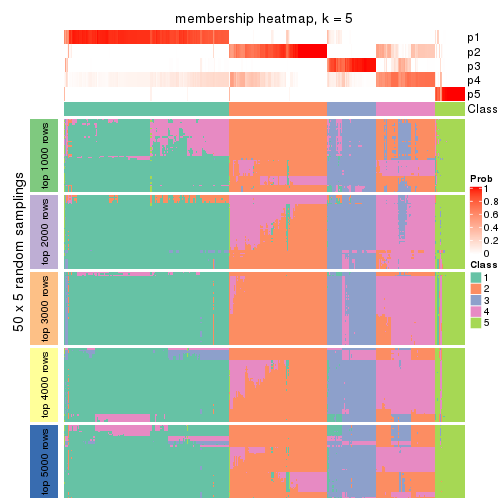 membership heatmap, k = 5
p1
p2
p3
p4
p5
Class
50 x 5 random samplings
top 1000 rows
top 2000 rows
top 3000 rows
top 4000 rows
top 5000 rows
Prob
1
0.8
0.6
0.4
0.2
0
Class
1
2
3
4
5